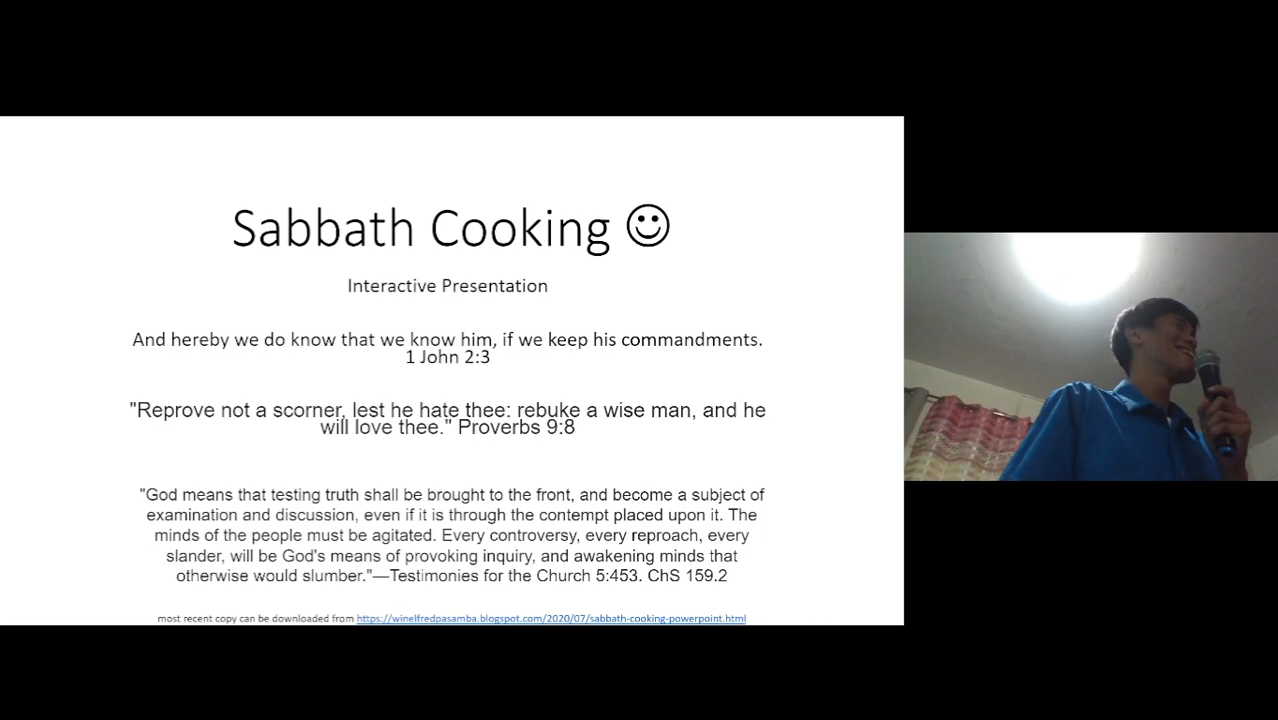 Sabbath Cooking ☺
Interactive Presentation
And hereby we do know that we know him, if we keep his commandments.
1 John 2:3
"Reprove not a scorner, lest he hate thee: rebuke a wise man, and he
will love thee." Proverbs 9:8
"God means that testing truth shall be brought to the front, and become a subject of
examination and discussion, even if it is through the contempt placed upon it. The
minds of the people must be agitated. Every controversy, every reproach, every
slander, will be God's means of provoking inquiry, and awakening minds that
otherwise would slumber."—Testimonies for the Church 5:453. ChS 159.2
most recent copy can be downloaded from https://winelfredpasamba.blogspot.com/2020/07/sabbath-cooking-powerpoint.html